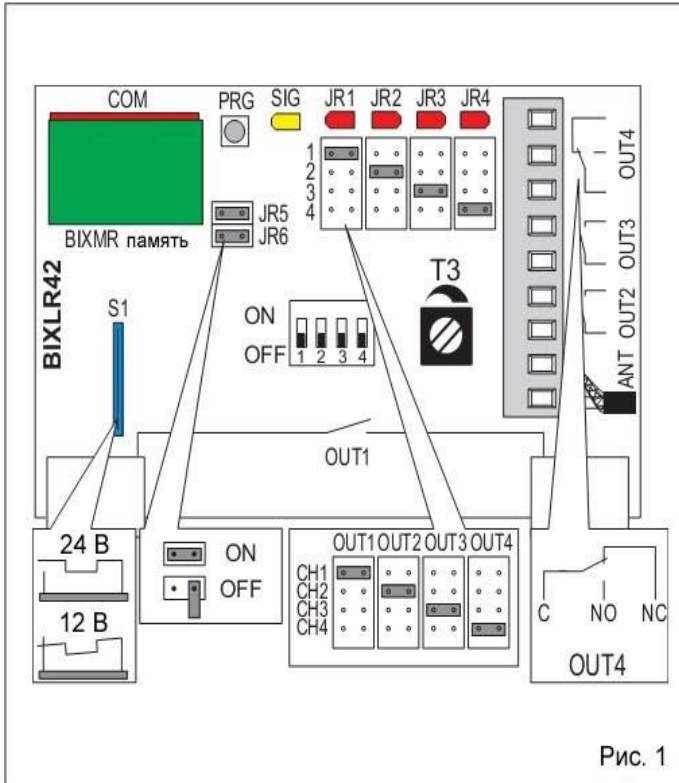 COM PRG SIG JR1 JR2 JR3 JR4
1
2
3
4
OUT4
BIXMR память
JR5
JR6
OUT3
BIXLR42
S1
T3
ON
OFF 1 2 3 4
OUT2
ANT
OUT1
24 В
12 В
ON
OFF
OUT1 OUT2 OUT3 OUT4
CH1
CH2
CH3
CH4
C NO NC
OUT4
Рис. 1